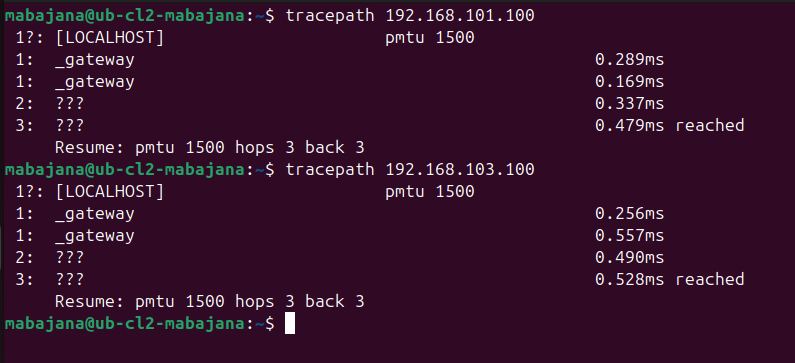 mabajana@ub-cl2-mabajana:~$ tracepath 192.168.101.100
 1?: [LOCALHOST]                      pmtu 1500
 1:  _gateway                                              0.289ms
 1:  _gateway                                              0.169ms
 2:  ???                                                   0.337ms
 3:  ???                                                   0.479ms reached
     Resume: pmtu 1500 hops 3 back 3
mabajana@ub-cl2-mabajana:~$ tracepath 192.168.103.100
 1?: [LOCALHOST]                      pmtu 1500
 1:  _gateway                                              0.256ms
 1:  _gateway                                              0.557ms
 2:  ???                                                   0.490ms
 3:  ???                                                   0.528ms reached
     Resume: pmtu 1500 hops 3 back 3
mabajana@ub-cl2-mabajana:~$